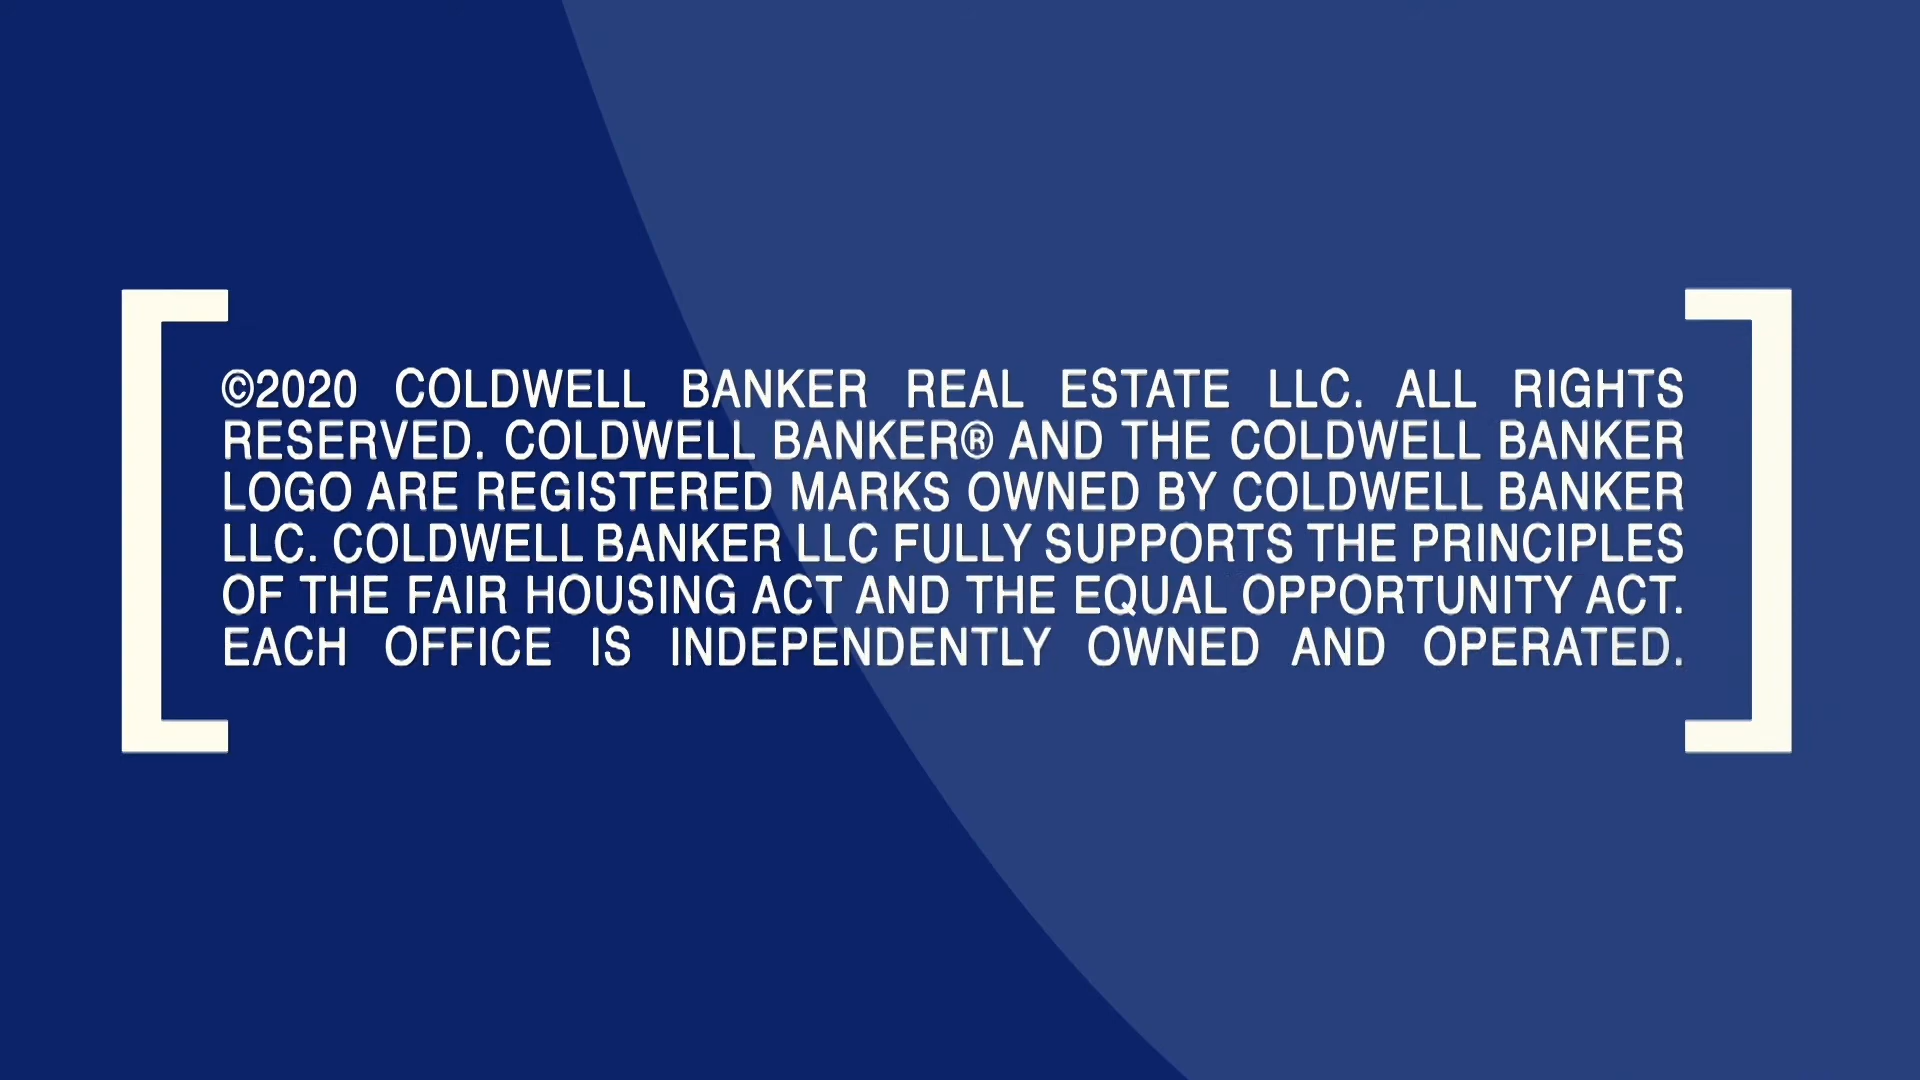 ©2020 COLDWELL BANKER REAL ESTATE LLC. ALL RIGHTS
RESERVED. COLDWELL BANKER® AND THE COLDWELL BANKER
LOGO ARE REGISTERED MARKS OWNED BY COLDWELL BANKER
LLC. COLDWELL BANKER LLC FULLY SUPPORTS THE PRINCIPLES
OF THE FAIR HOUSING ACT AND THE EQUAL OPPORTUNITY ACT.
EACH OFFICE IS INDEPENDENTLY OWNED AND OPERATED.